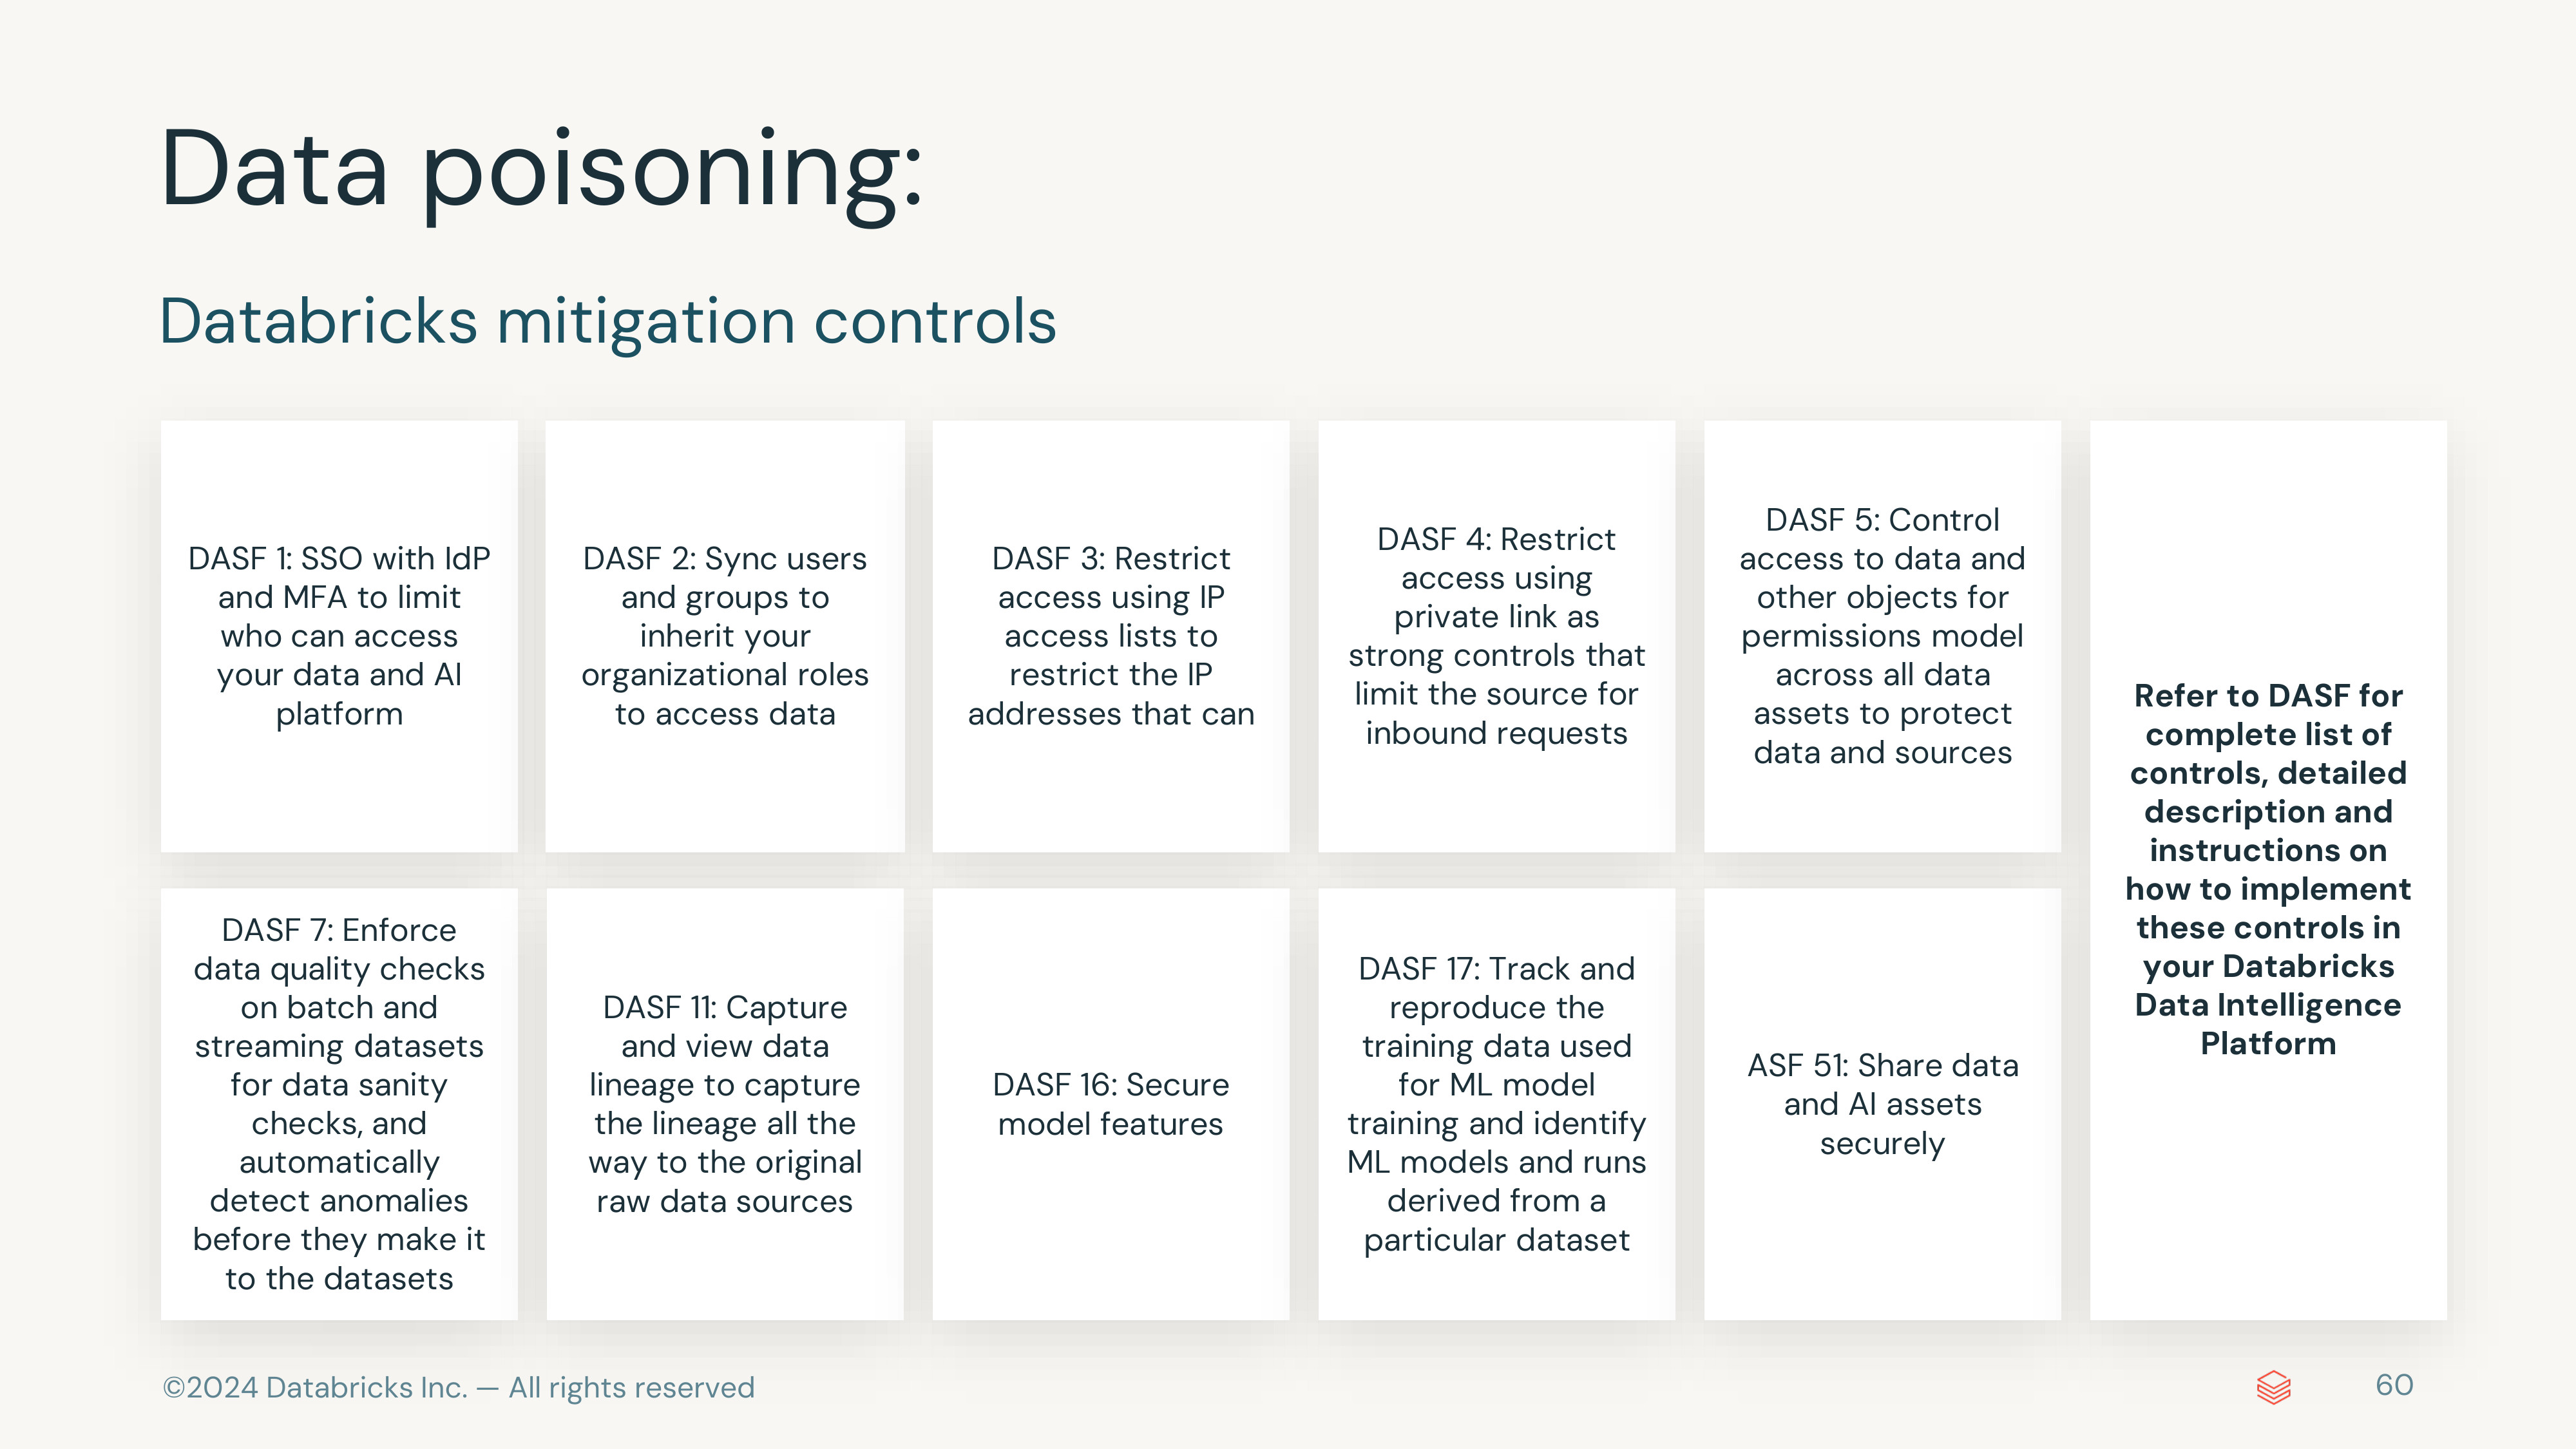 Data poisoning:
Databricks mitigation controls
DASF 1: SSO with IdP
and MFA to limit
who can access
your data and AI
platform
DASF 2: Sync users
and groups to
inherit your
organizational roles
to access data
DASF 3: Restrict
access using IP
access lists to
restrict the IP
addresses that can
DASF 4: Restrict
access using
private link as
strong controls that
limit the source for
inbound requests
DASF 5: Control
access to data and
other objects for
permissions model
across all data
assets to protect
data and sources
Refer to DASF for
complete list of
controls, detailed
description and
instructions on
how to implement
these controls in
your Databricks
Data Intelligence
Platform
DASF 7: Enforce
data quality checks
on batch and
streaming datasets
for data sanity
checks, and
automatically
detect anomalies
before they make it
to the datasets
DASF 11: Capture
and view data
lineage to capture
the lineage all the
way to the original
raw data sources
DASF 16: Secure
model features
DASF 17: Track and
reproduce the
training data used
for ML model
training and identify
ML models and runs
derived from a
particular dataset
ASF 51: Share data
and AI assets
securely
©2024 Databricks Inc. — All rights reserved
60